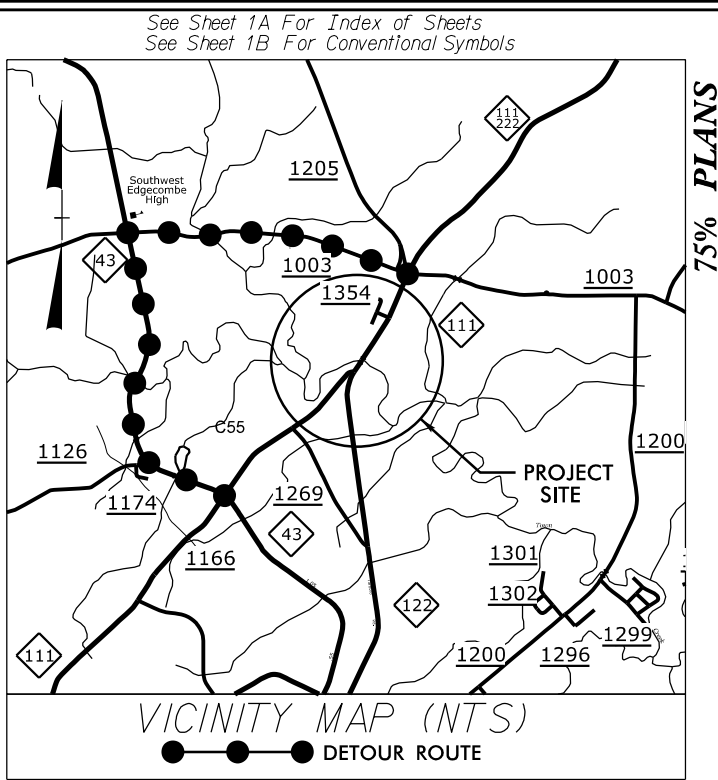 See Sheet 1A For Index of Sheets
See Sheet 1B For Conventional Symbols
75% PLANS
111
222
1205
Southwest
Edgecombe
High
43
1003
1354
1003
111
C55
1126
1200
PROJECT
SITE
1174
1269
43
Town
1166
1301
1302
122
1299
Creek
111
1200
1296
VICINITY MAP (NTS)
DETOUR ROUTE